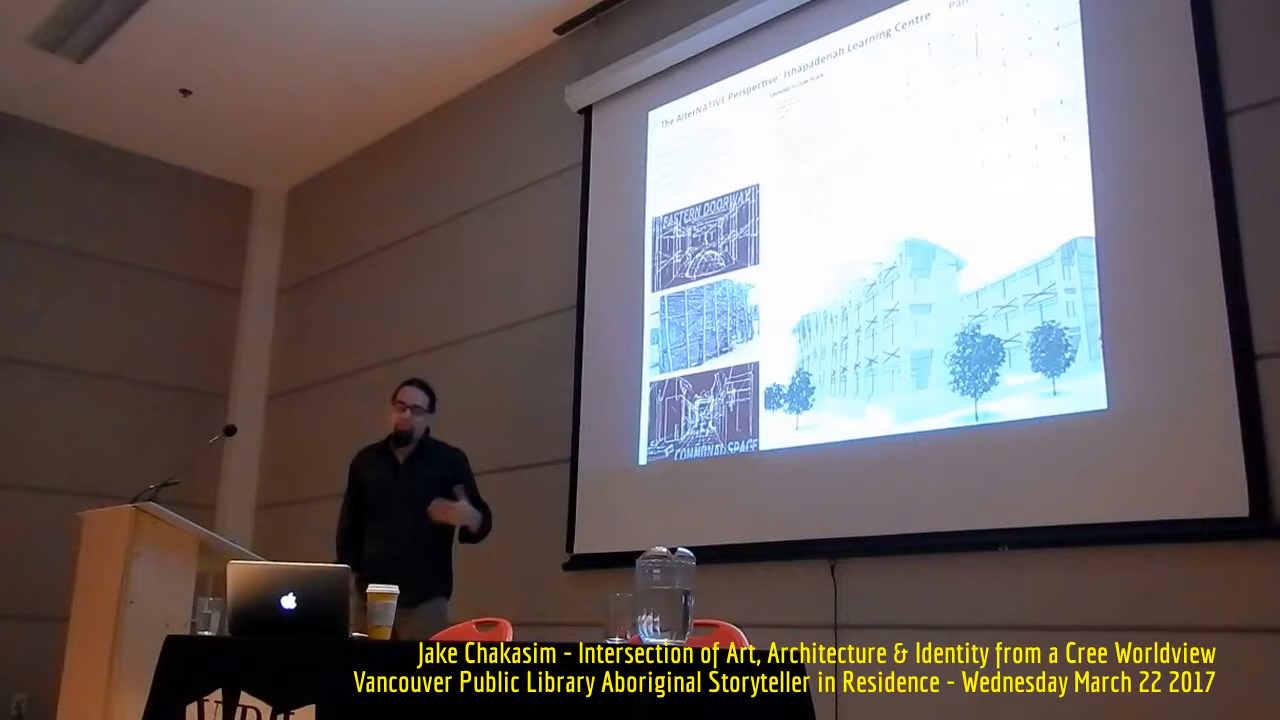 The AlterNATIVE Perspective: Ishapadenah Learning Centre
EASTERN DOORWAY
COMMUNAL SPACE
Jake Chakasim - Intersection of Art, Architecture & Identity from a Cree Worldview
Vancouver Public Library Aboriginal Storyteller in Residence - Wednesday March 22 2017